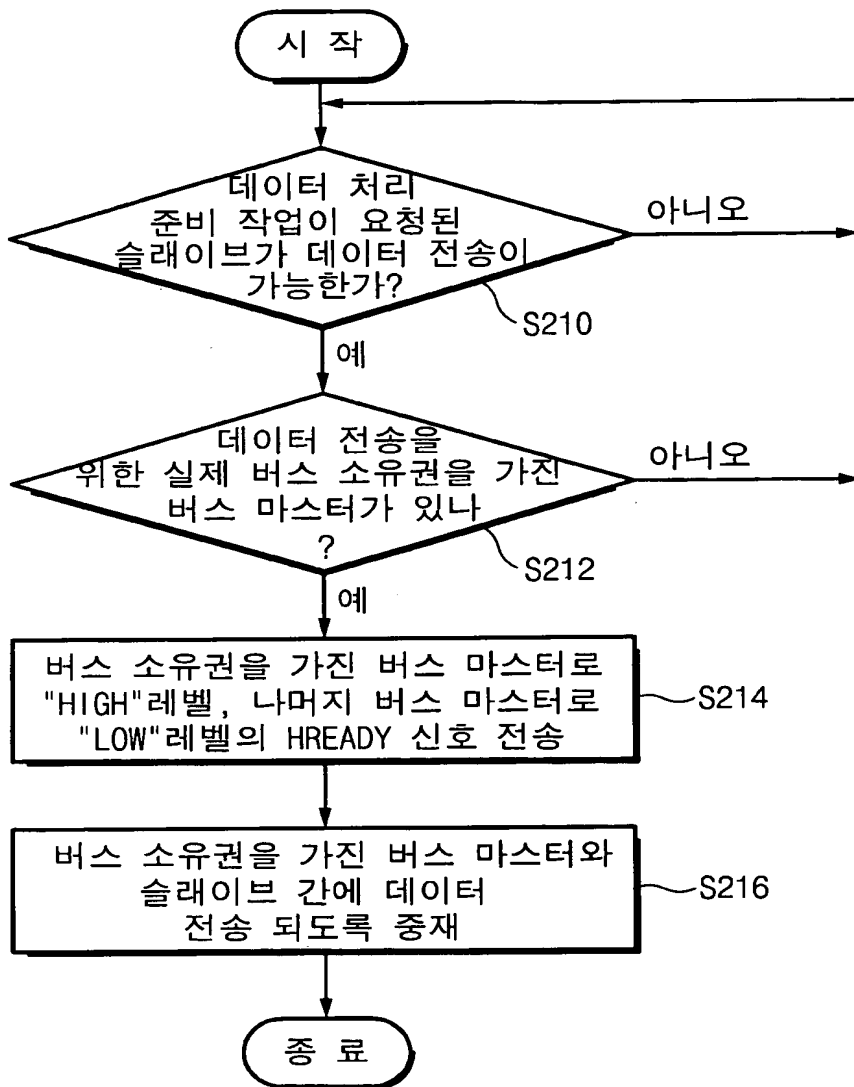 시 작
데이터 처리
준비 작업이 요청된
슬래이브가 데이터 전송이
가능한가?
아니오
S210
예
데이터 전송을
위한 실제 버스 소유권을 가진
버스 마스터가 있나
?
아니오
S212
예
버스 소유권을 가진 버스 마스터로
"HIGH"레벨, 나머지 버스 마스터로
"LOW"레벨의 HREADY 신호 전송
S214
버스 소유권을 가진 버스 마스터와
슬래이브 간에 데이터
전송 되도록 중재
S216
종 료